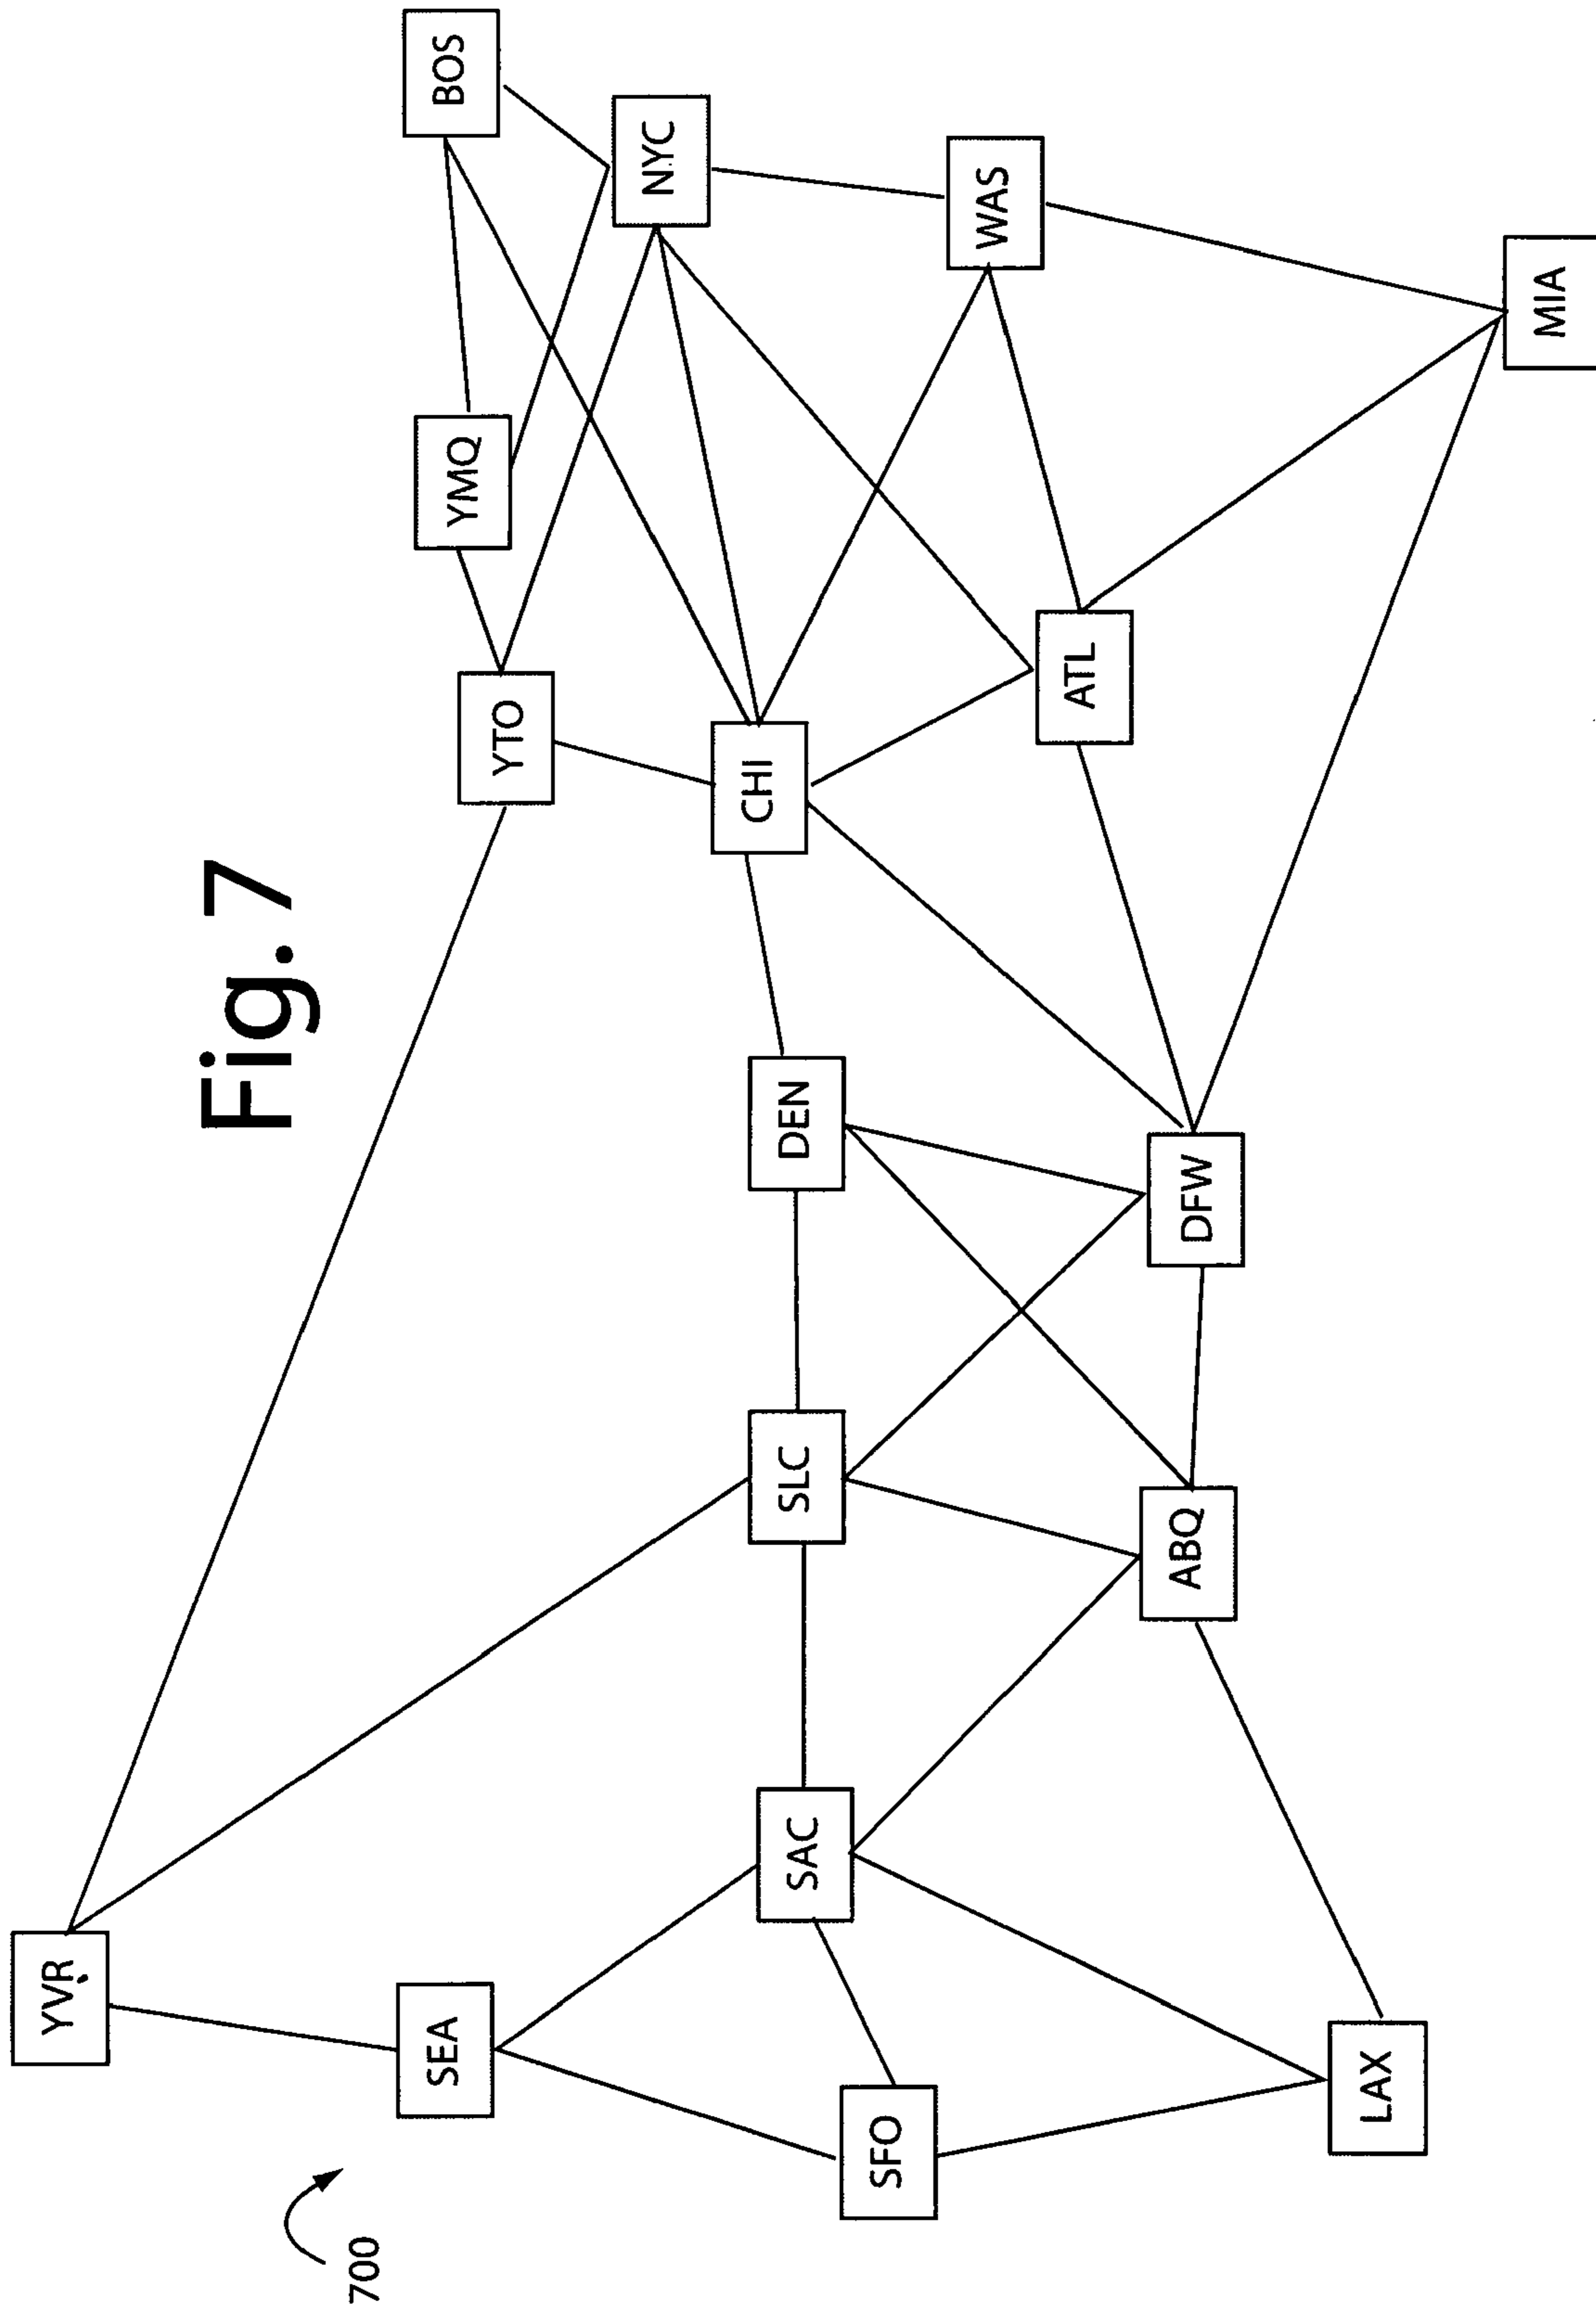 Fig. 7
700
YVR
SEA
SFO
LAX
SAC
SLC
ABQ
DEN
DFW
YTO
CHI
ATL
YMQ
BOS
NYC
WAS
MIA